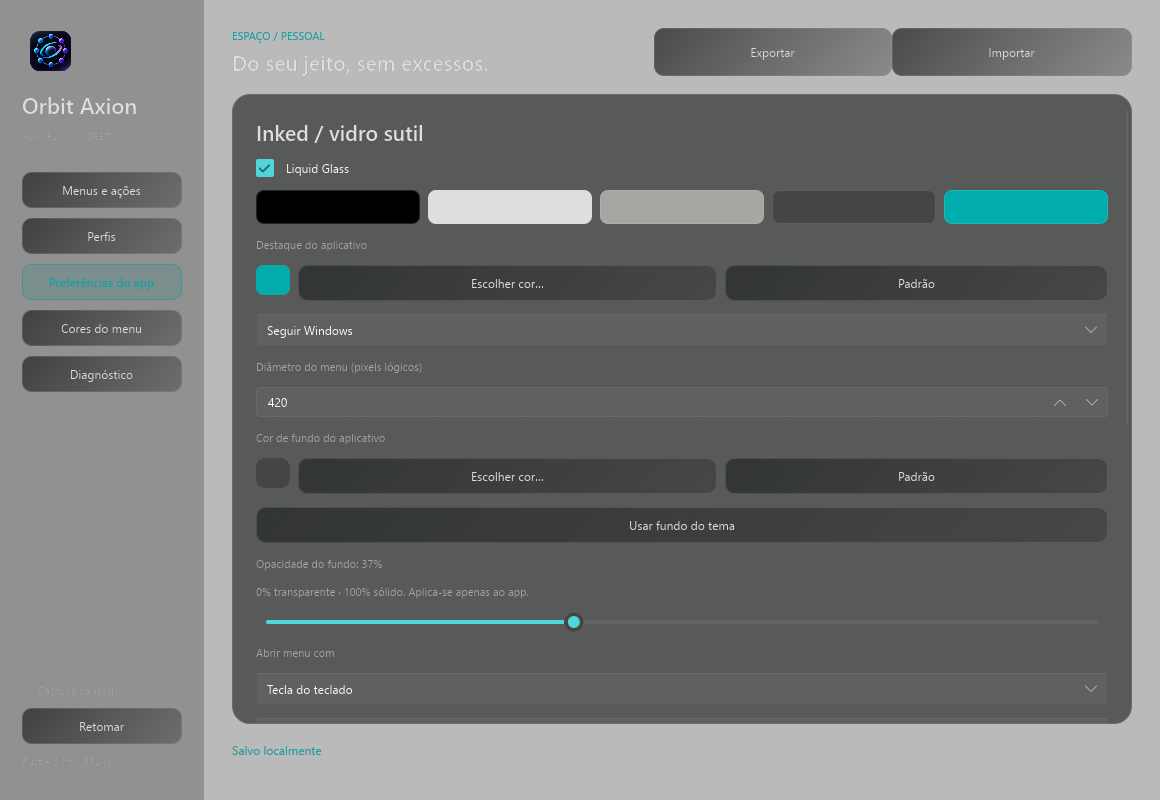 Orbit Axion
Menus e ações
Perfis
Preferências do app
Cores do menu
Diagnóstico
Retomar
ESPAÇO / PESSOAL
Do seu jeito, sem excessos.
Exportar
Importar
Inked / vidro sutil
Liquid Glass
Destaque do aplicativo
Escolher cor...
Padrão
Seguir Windows
Diâmetro do menu (pixels lógicos)
420
Cor de fundo do aplicativo
Escolher cor...
Padrão
Usar fundo do tema
Opacidade do fundo: 37%
0% transparente · 100% sólido. Aplica-se apenas ao app.
Abrir menu com
Tecla do teclado
Salvo localmente